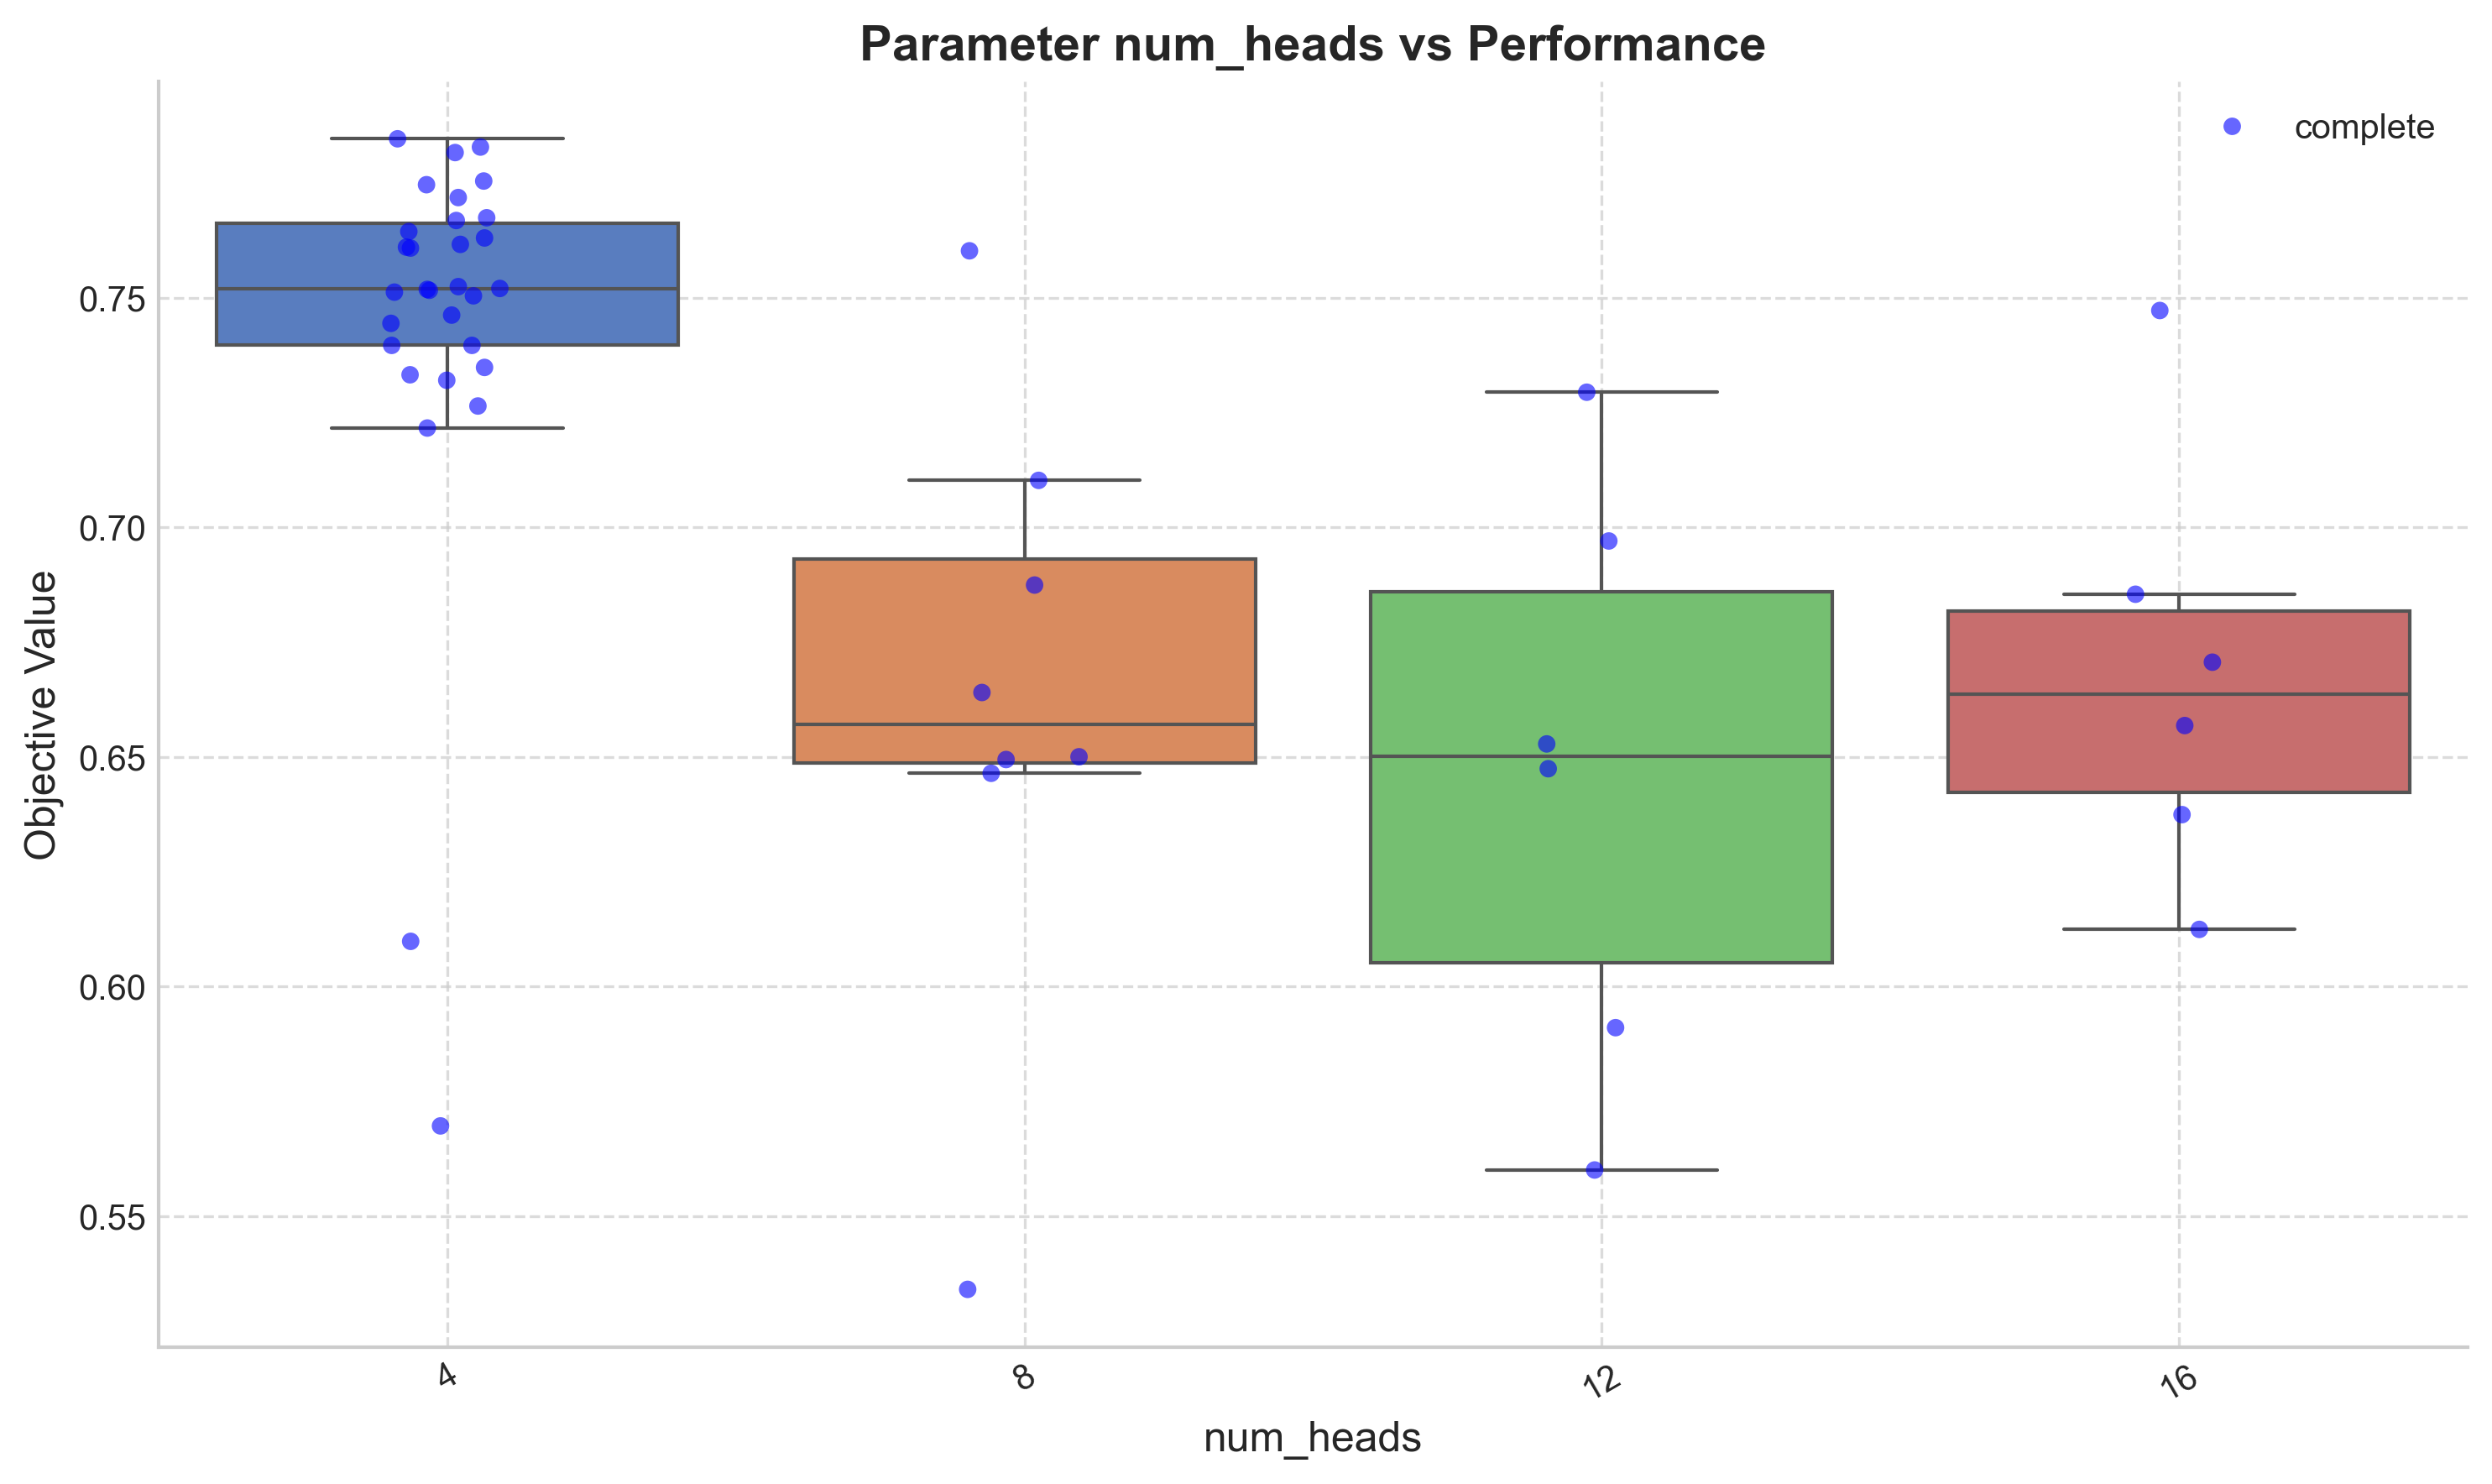 Parameter num_heads vs Performance
complete
Objective Value
0.75
0.70
0.65
0.60
0.55
4
8
12
16
num_heads